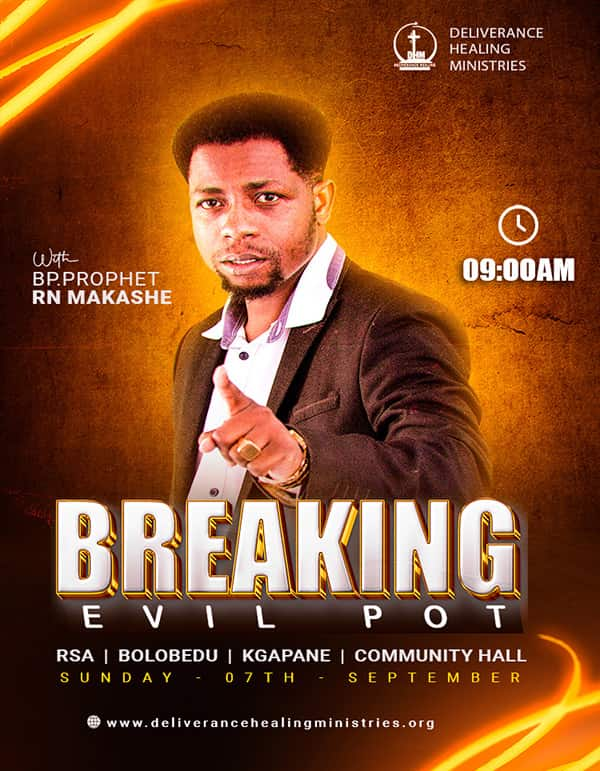 DELIVERANCE
HEALING
MINISTRIES
DHM
With
BP.PROPHET
RN MAKASHE
09:00AM
BREAKING
EVIL POT
RSA | BOLOBEDU | KGAPANE | COMMUNITY HALL
SUNDAY - 07TH - SEPTEMBER
www.deliverancehealingministries.org